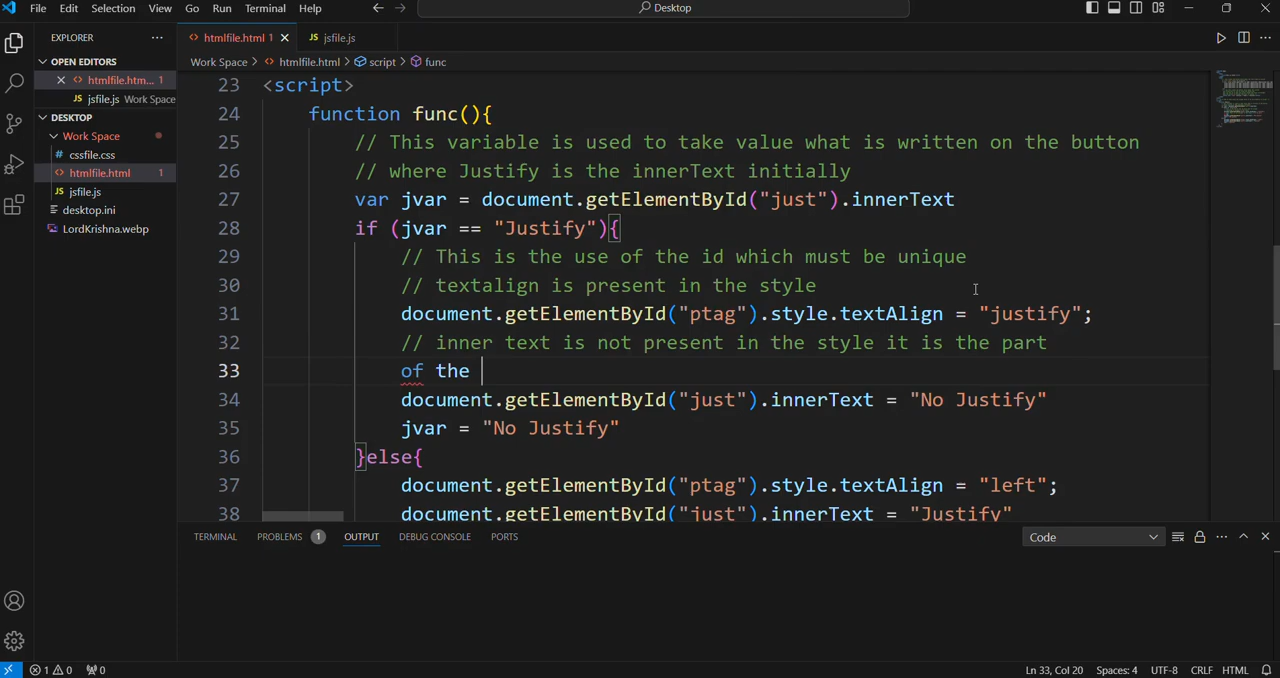 File Edit Selection View Go Run Terminal Help Desktop
EXPLORER
OPEN EDITORS
htmlfile.htm... 1
JS jsfile.js Work Space
DESKTOP
Work Space
# cssfile.css
htmlfile.html 1
JS jsfile.js
desktop.ini
LordKrishna.webp
htmlfile.html 1 JS jsfile.js
Work Space > htmlfile.html > script > func
23 <script>
24 function func(){
25 // This variable is used to take value what is written on the button
26 // where Justify is the innerText initially
27 var jvar = document.getElementById("just").innerText
28 if (jvar == "Justify"){
29 // This is the use of the id which must be unique
30 // textalign is present in the style
31 document.getElementById("ptag").style.textAlign = "justify";
32 // inner text is not present in the style it is the part
33 of the
34 document.getElementById("just").innerText = "No Justify"
35 jvar = "No Justify"
36 }else{
37 document.getElementById("ptag").style.textAlign = "left";
38 document.getElementById("just").innerText = "Justify"
TERMINAL PROBLEMS 1 OUTPUT DEBUG CONSOLE PORTS Code
1 0 0 Ln 33, Col 20 Spaces: 4 UTF-8 CRLF HTML